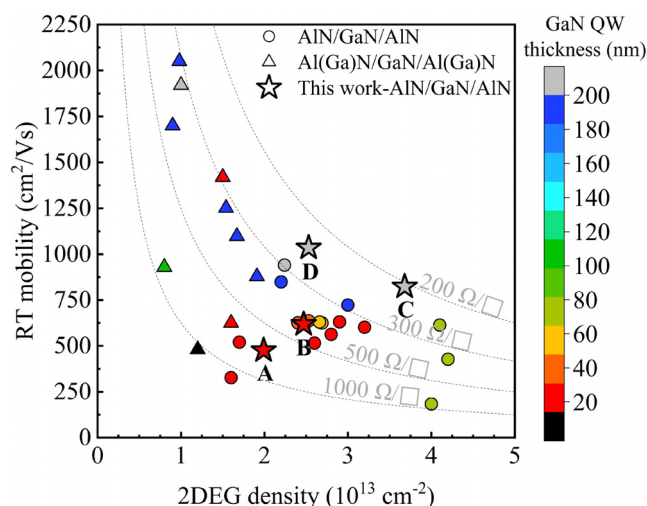 GaN QW
thickness (nm)
AlN/GaN/AlN
Al(Ga)N/GaN/Al(Ga)N
This work-AlN/GaN/AlN
2250
2000
1750
1500
1250
1000
750
500
250
0
RT mobility (cm²/Vs)
D
C
B
A
200 Ω/□
300 Ω/□
500 Ω/□
1000 Ω/□
0 1 2 3 4 5
2DEG density (10¹³ cm⁻²)
200
180
160
140
120
100
80
60
40
20